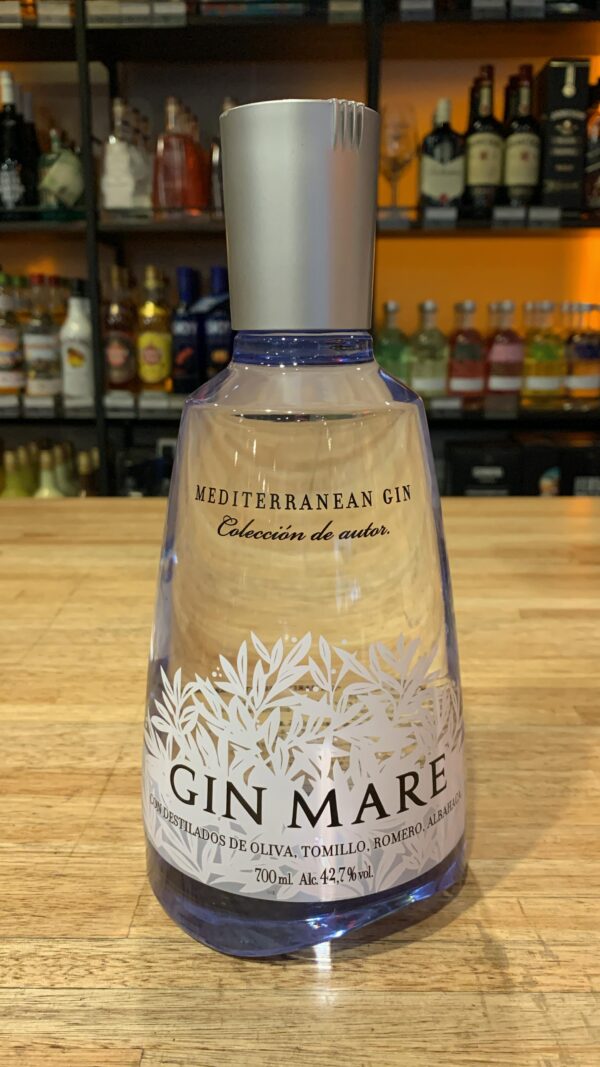 MEDITERRANEAN GIN
Colección de autor.
GIN MARE
CON DESTILADOS DE OLIVA, TOMILLO, ROMERO, ALBAHACA
700 ml. Alc. 42,7% vol.